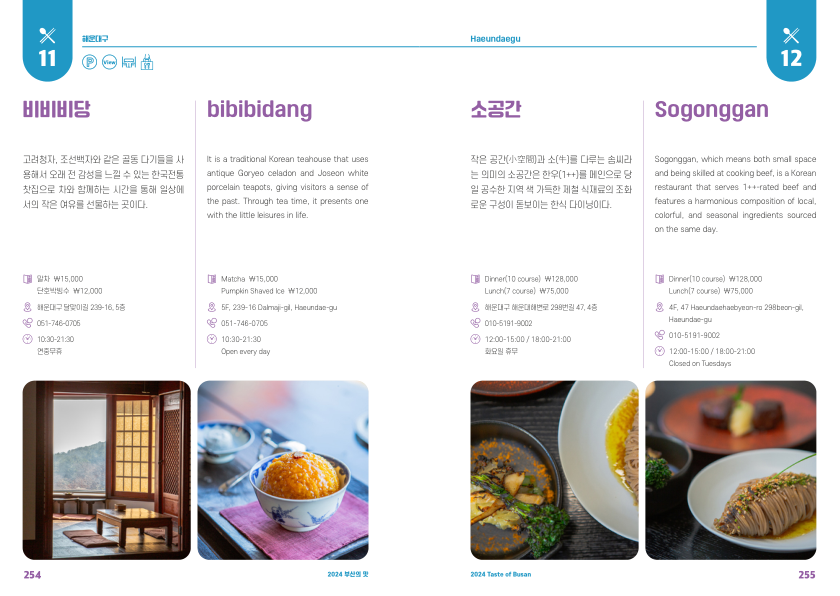 11
해운대구
P
View
비비비당
고려청자, 조선백자와 같은 골동 다기들을 사
용해서 오래 전 감성을 느낄 수 있는 한국전통
찻집으로 차와 함께하는 시간을 통해 일상에
서의 작은 여유를 선물하는 곳이다.
말차 ₩15,000
단호박빙수 ₩12,000
해운대구 달맞이길 239-16, 5층
051-746-0705
10:30-21:30
연중무휴
bibibidang
It is a traditional Korean teahouse that uses
antique Goryeo celadon and Joseon white
porcelain teapots, giving visitors a sense of
the past. Through tea time, it presents one
with the little leisures in life.
Matcha ₩15,000
Pumpkin Shaved Ice ₩12,000
5F, 239-16 Dalmaji-gil, Haeundae-gu
051-746-0705
10:30-21:30
Open every day
254
2024 부산의 맛
Haeundaegu
12
소공간
작은 공간(小空間)과 소(牛)를 다루는 솜씨라
는 의미의 소공간은 한우(1++)를 메인으로 당
일 공수한 지역 색 가득한 제철 식재료의 조화
로운 구성이 돋보이는 한식 다이닝이다.
Dinner(10 course) ₩128,000
Lunch(7 course) ₩75,000
해운대구 해운대해변로 298번길 47, 4층
010-5191-9002
12:00-15:00 / 18:00-21:00
화요일 휴무
Sogonggan
Sogonggan, which means both small space
and being skilled at cooking beef, is a Korean
restaurant that serves 1++-rated beef and
features a harmonious composition of local,
colorful, and seasonal ingredients sourced
on the same day.
Dinner(10 course) ₩128,000
Lunch(7 course) ₩75,000
4F, 47 Haeundaehaebyeon-ro 298beon-gil,
Haeundae-gu
010-5191-9002
12:00-15:00 / 18:00-21:00
Closed on Tuesdays
2024 Taste of Busan
255